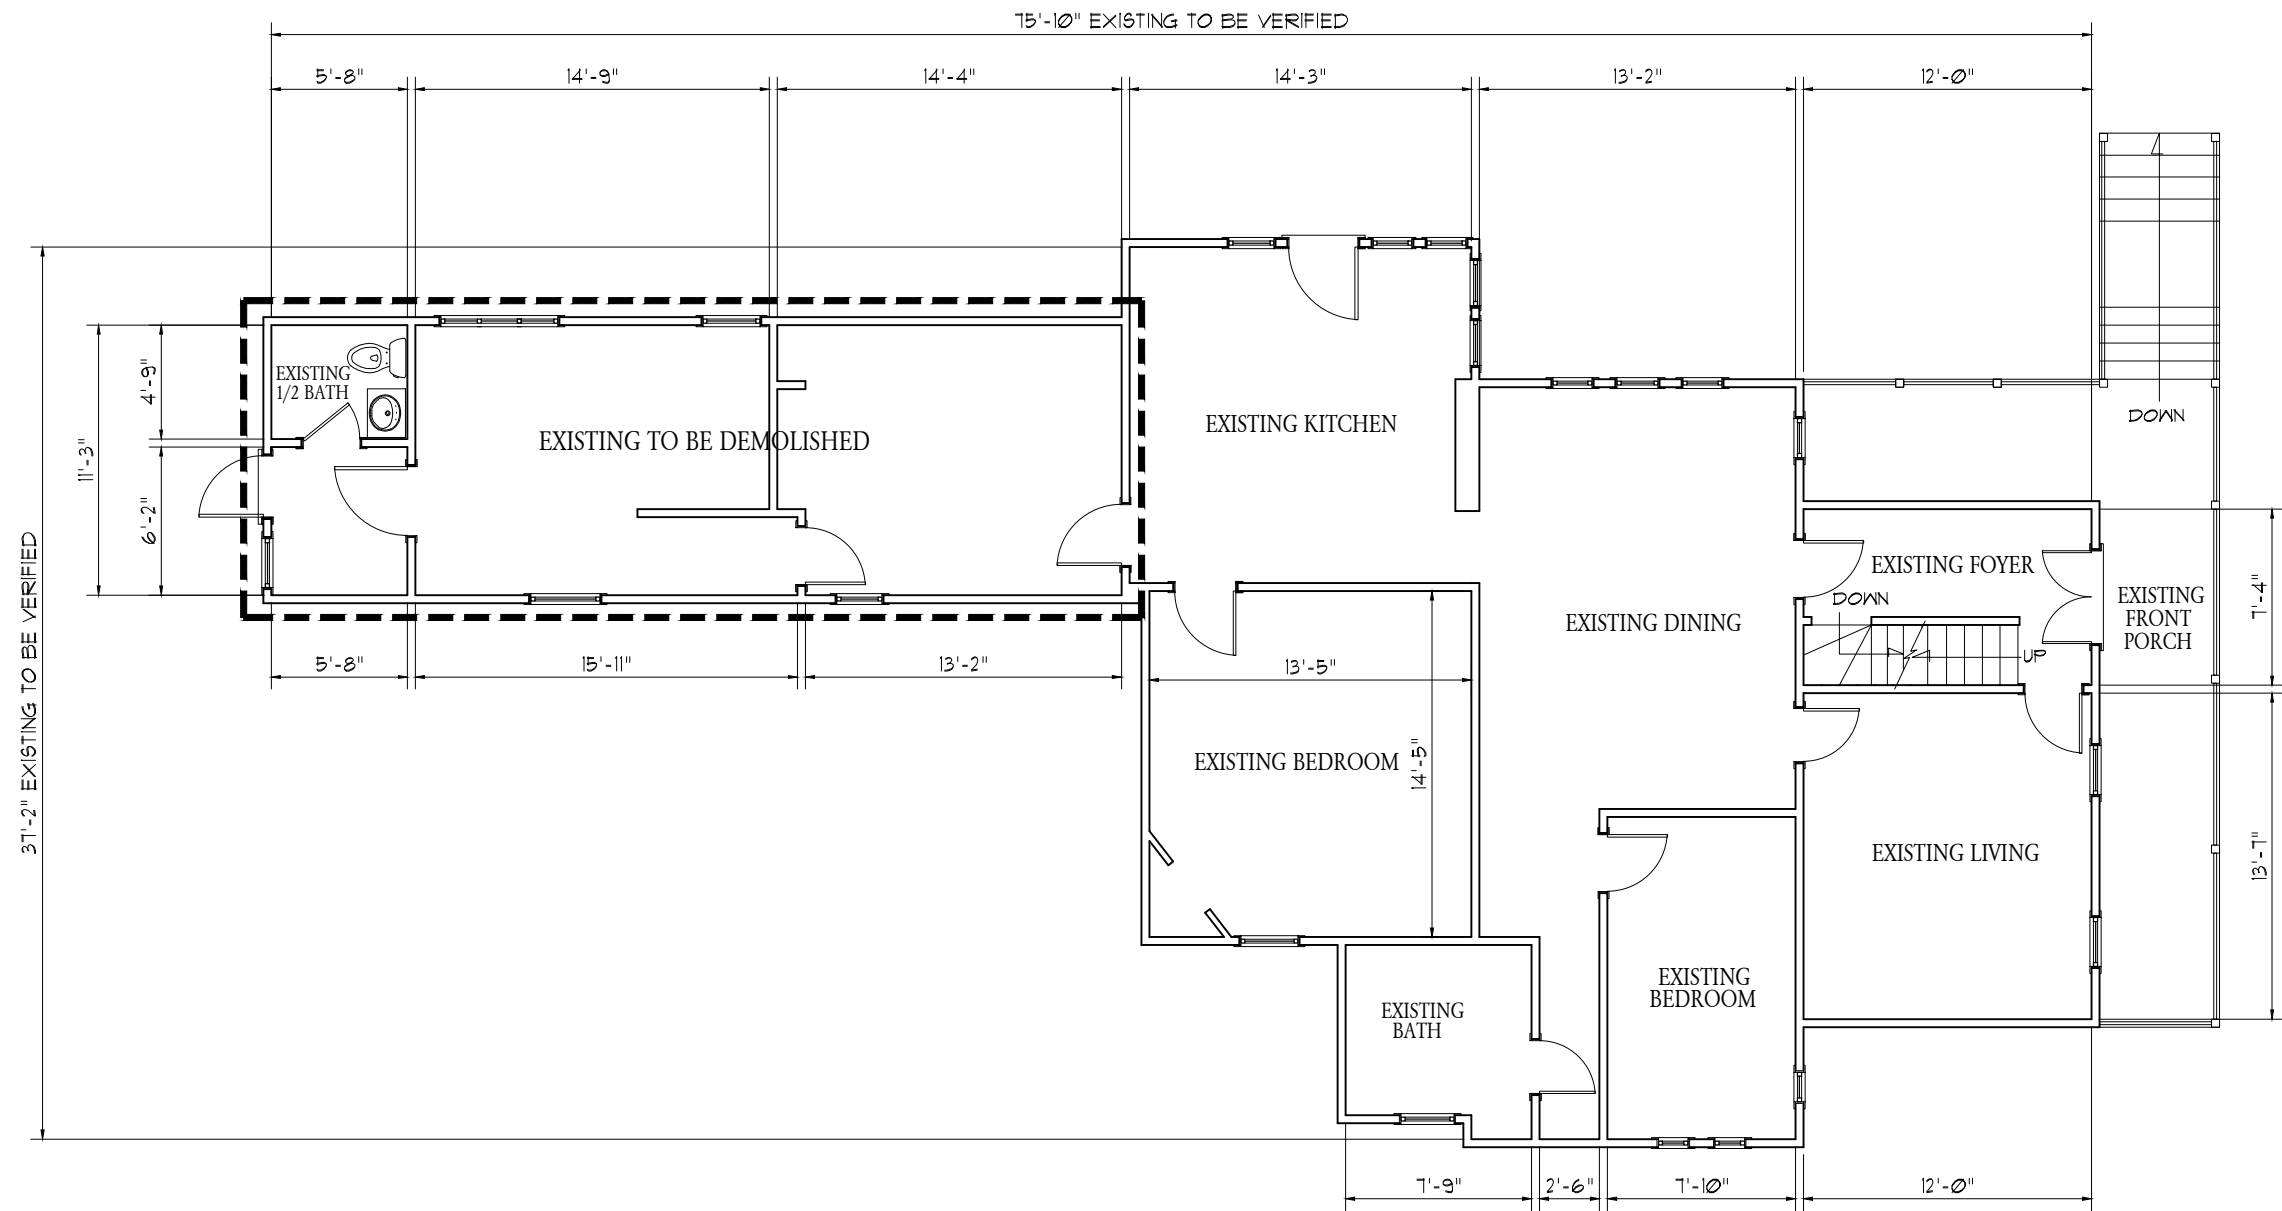 75'-10" EXISTING TO BE VERIFIED
5'-8"
14'-9"
14'-4"
14'-3"
13'-2"
12'-0"
EXISTING
1/2 BATH
4'-9"
11'-3"
6'-2"
37'-2" EXISTING TO BE VERIFIED
EXISTING TO BE DEMOLISHED
EXISTING KITCHEN
DOWN
EXISTING FOYER
DOWN
UP
EXISTING
FRONT
PORCH
7'-4"
EXISTING DINING
5'-8"
15'-11"
13'-2"
13'-5"
14'-5"
EXISTING BEDROOM
EXISTING LIVING
13'-7"
EXISTING
BEDROOM
EXISTING
BATH
7'-9"
2'-6"
7'-10"
12'-0"